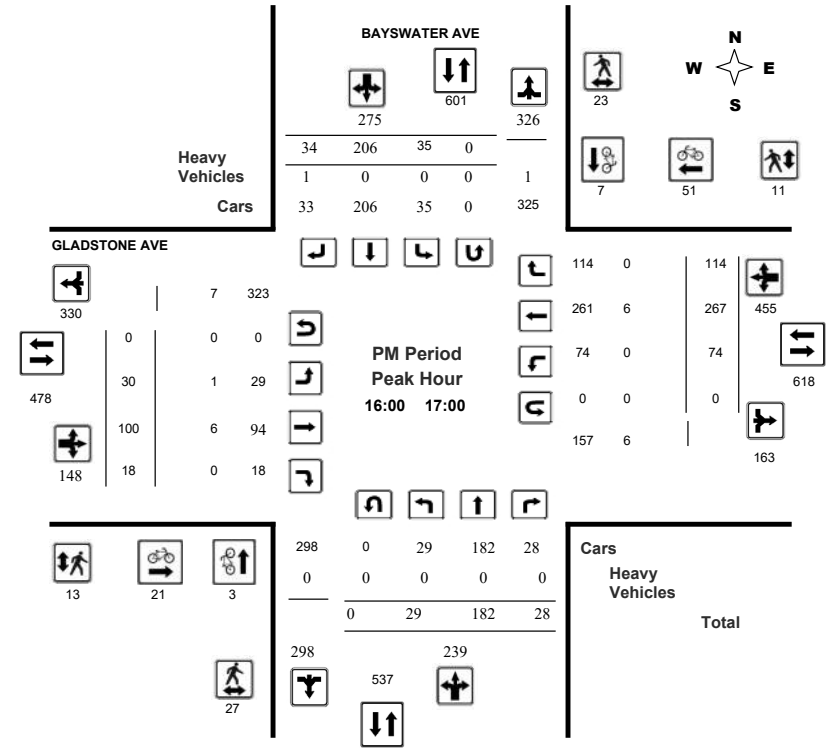 BAYSWATER AVE
N
W E
S
601
23
275 326
34 206 35 0
Heavy
Vehicles
1 0 0 0 1
Cars
33 206 35 0 325
7 51 11
GLADSTONE AVE
330
7 323
114 0 114
261 6 267 455
0 0 0
478
30 1 29
PM Period
Peak Hour
16:00 17:00
74 0 74
618
0 0 0
100 6 94
148
18 0 18
157 6
163
298 0 29 182 28
Cars
0 0 0 0 0
Heavy
Vehicles
0 29 182 28
Total
13 21 3
298 239
537
27